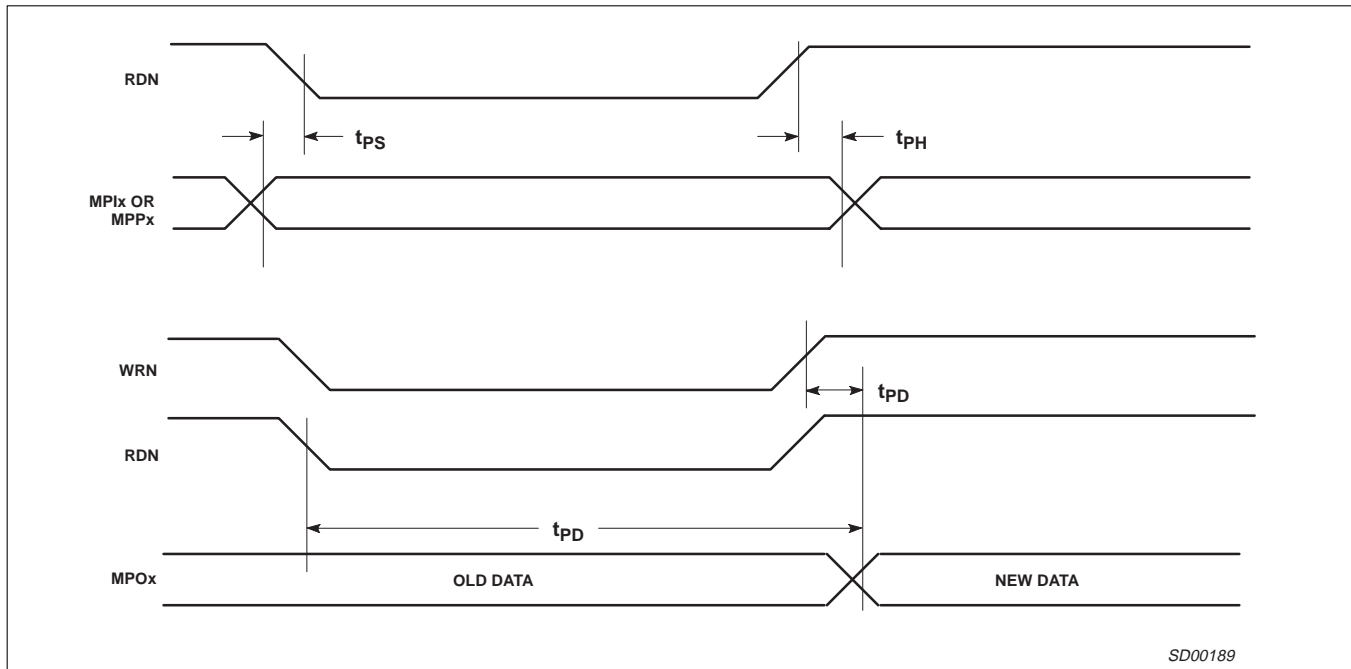 RDN
tPS
tPH
MPIx OR
MPPx
WRN
tPD
RDN
tPD
MPOx
OLD DATA
NEW DATA
SD00189